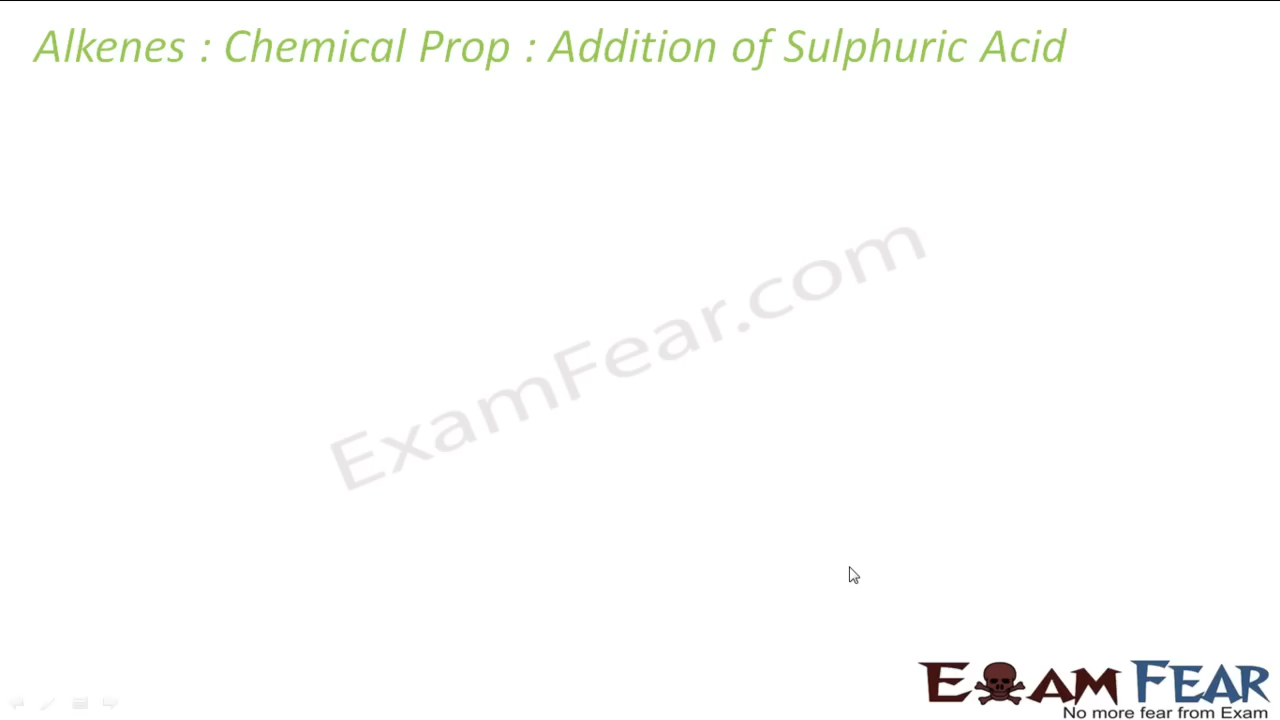 Alkenes : Chemical Prop : Addition of Sulphuric Acid
ExamFear.com
EXAM FEAR
No more fear from Exam